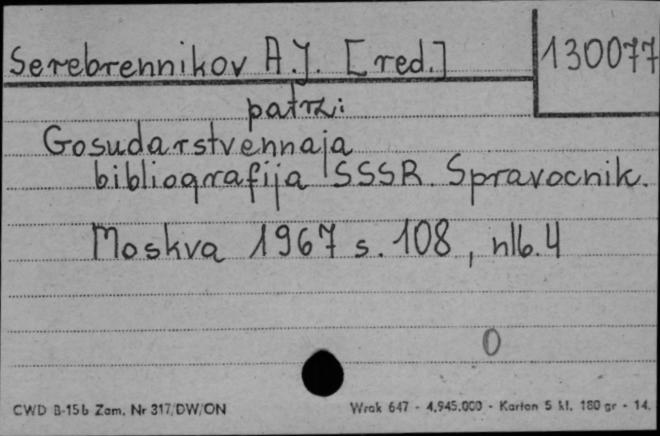 Serebrennikov A.J. [red.]
130077
patrz:
Gosudarstvennaja
bibliografija SSSR. Spravocnik.
Moskva 1967 s. 108, nlb. 4
0
CWD B-15b Zam. Nr 317/DW/ON
Wrak 647 - 4.945.000 - Karton 5 kl. 180 gr - 14.